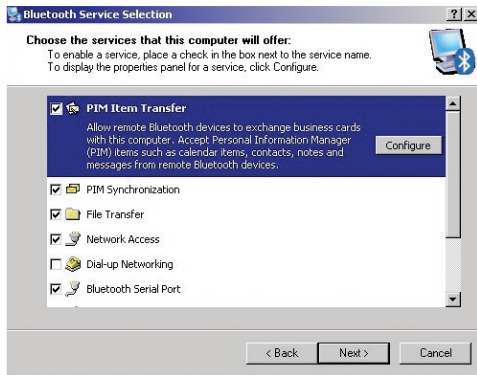 Bluetooth Service Selection
Choose the services that this computer will offer:
To enable a service, place a check in the box next to the service name.
To display the properties panel for a service, click Configure.
PIM Item Transfer
Allow remote Bluetooth devices to exchange business cards
with this computer. Accept Personal Information Manager
(PIM) items such as calendar items, contacts, notes and
messages from remote Bluetooth devices.
Configure
PIM Synchronization
File Transfer
Network Access
Dial-up Networking
Bluetooth Serial Port
< Back Next > Cancel